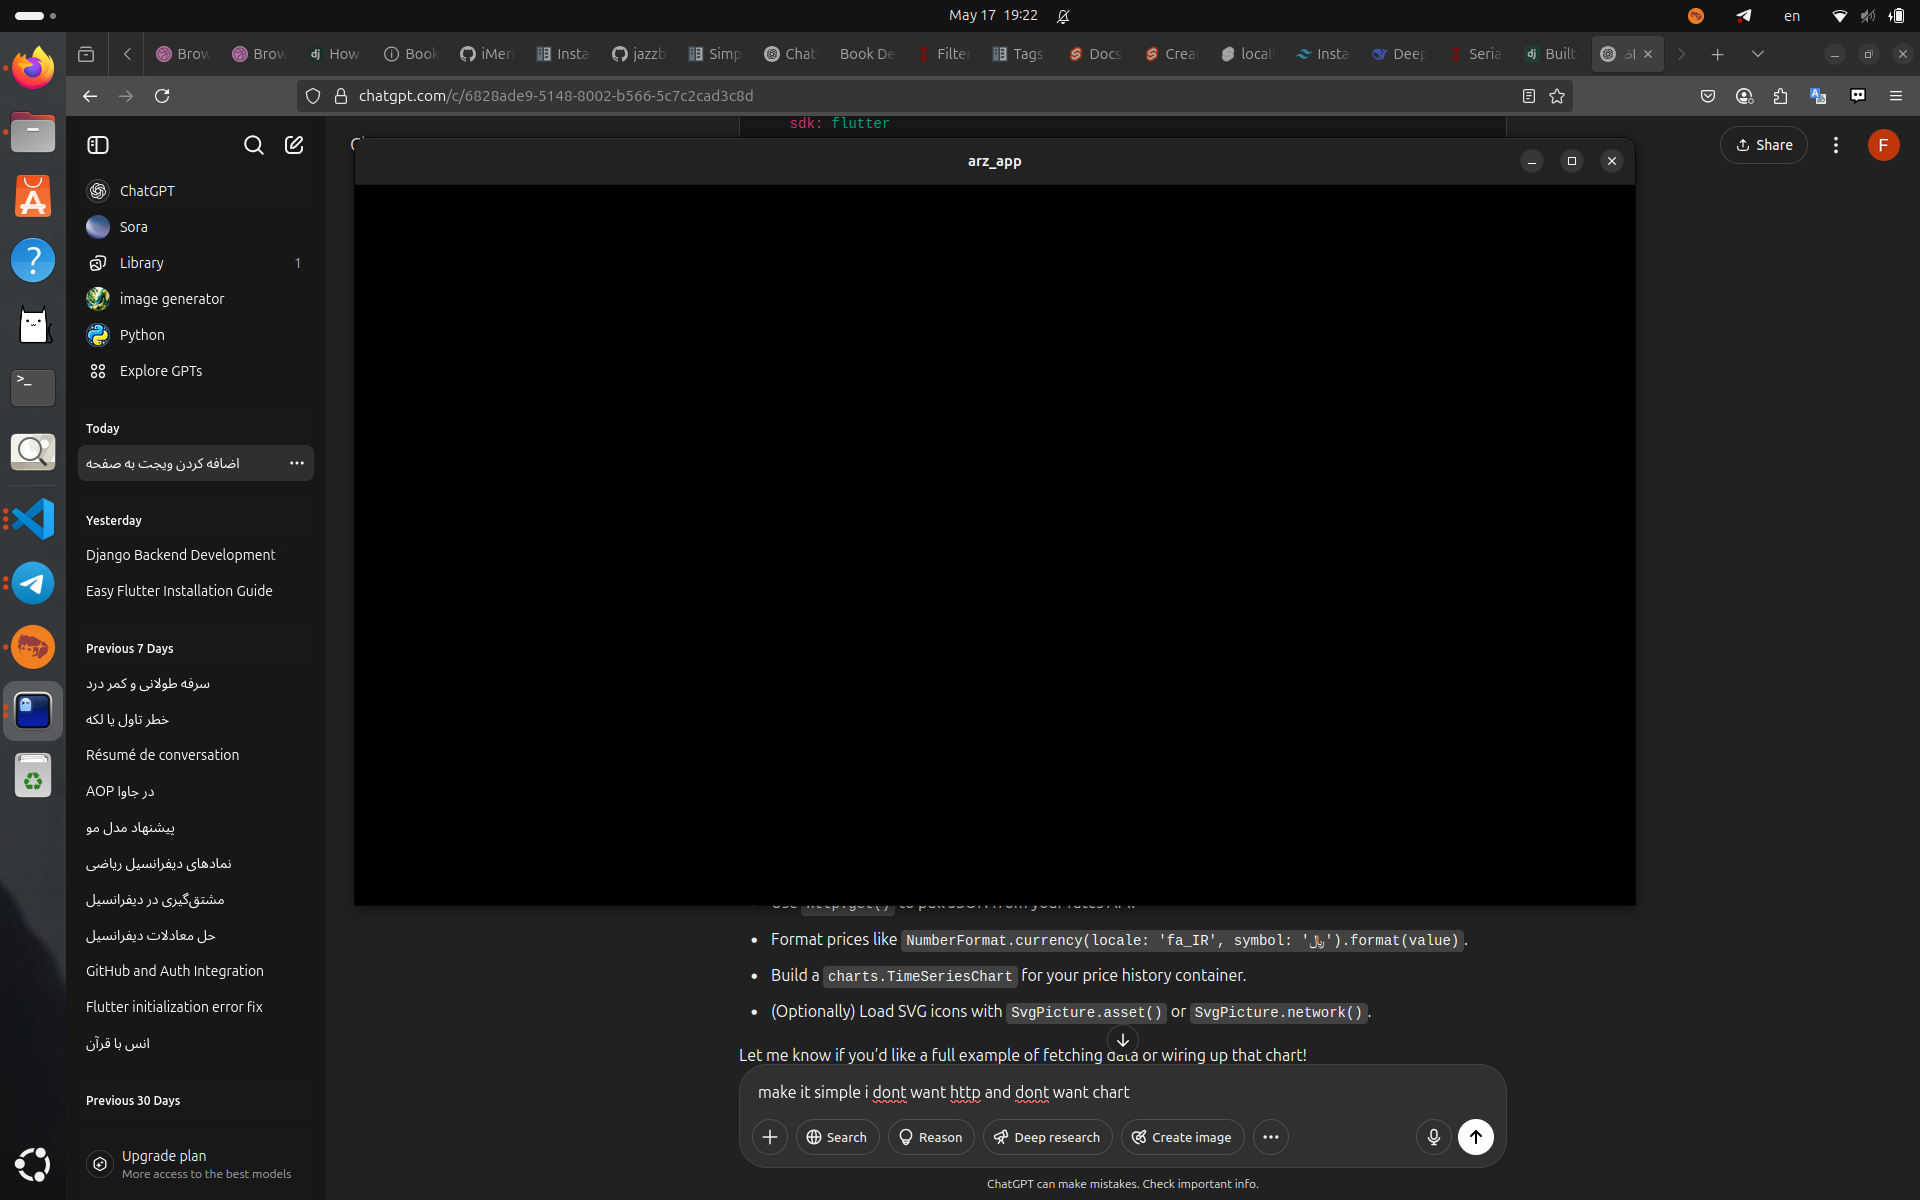 May 17 19:22
en
Brow
Brow
How
Book
iMeri
Insta
jazzb
Simp
Chat
Book De
Filter
Tags
Docs
Crea
local
Insta
Deep
Seria
Built
chatgpt.com/c/6828ade9-5148-8002-b566-5c7c2cad3c8d
sdk: flutter
Share
F
arz_app
ChatGPT
Sora
Library 1
image generator
Python
Explore GPTs
Today
اضافه کردن ویجت به صفحه
Yesterday
Django Backend Development
Easy Flutter Installation Guide
Previous 7 Days
سرفه طولانی و کمر درد
خطر تاول یا لکه
Résumé de conversation
AOP در جاوا
پیشنهاد مدل مو
نمادهای دیفرانسیل ریاضی
مشتق‌گیری در دیفرانسیل
حل معادلات دیفرانسیل
GitHub and Auth Integration
Flutter initialization error fix
انس با قرآن
Previous 30 Days
Upgrade plan
More access to the best models
Format prices like NumberFormat.currency(locale: 'fa_IR', symbol: '﷼').format(value).
Build a charts.TimeSeriesChart for your price history container.
(Optionally) Load SVG icons with SvgPicture.asset() or SvgPicture.network().
Let me know if you’d like a full example of fetching data or wiring up that chart!
make it simple i dont want http and dont want chart
Search
Reason
Deep research
Create image
ChatGPT can make mistakes. Check important info.